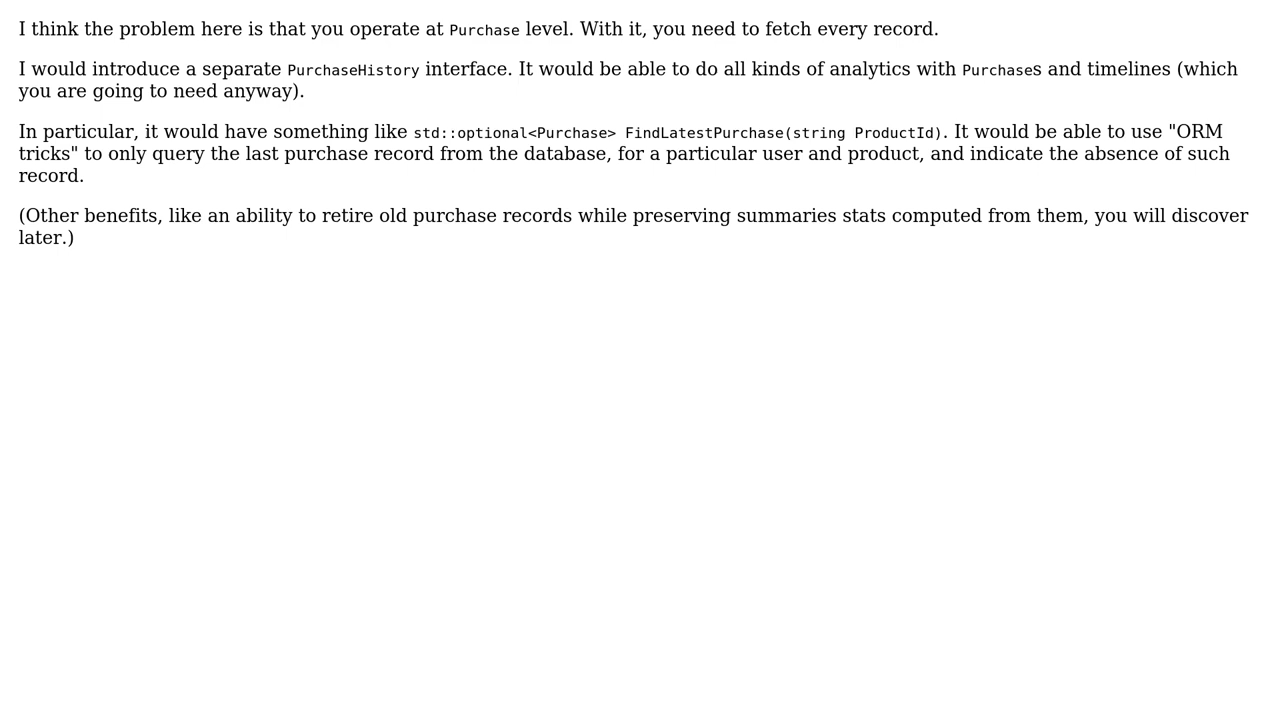 I think the problem here is that you operate at Purchase level. With it, you need to fetch every record.
I would introduce a separate PurchaseHistory interface. It would be able to do all kinds of analytics with Purchases and timelines (which
you are going to need anyway).
In particular, it would have something like std::optional<Purchase> FindLatestPurchase(string ProductId). It would be able to use "ORM
tricks" to only query the last purchase record from the database, for a particular user and product, and indicate the absence of such
record.
(Other benefits, like an ability to retire old purchase records while preserving summaries stats computed from them, you will discover
later.)